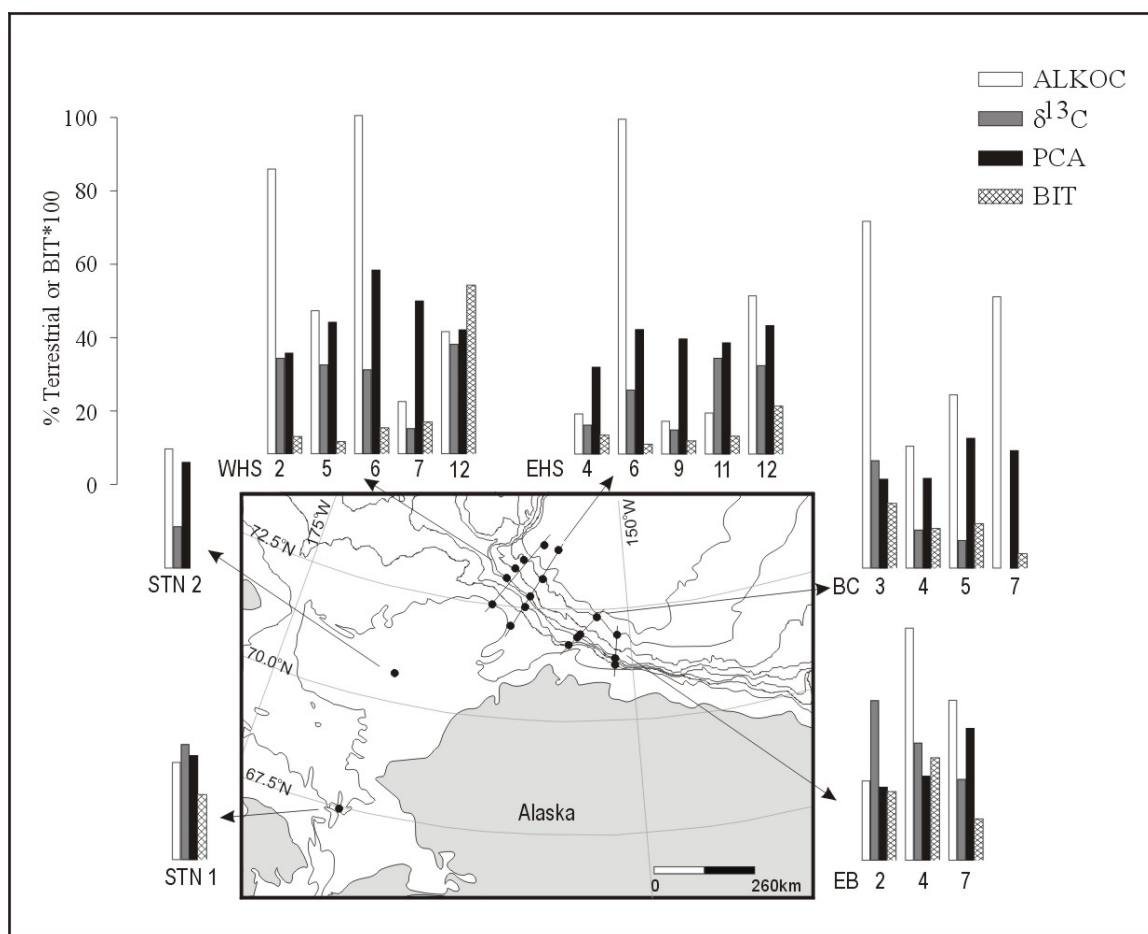 ALKOC
δ13C
PCA
BIT
% Terrestrial or BIT*100
100
80
60
40
20
0
WHS 2 5 6 7 12
EHS 4 6 9 11 12
STN 2
BC 3 4 5 7
STN 1
EB 2 4 7
175°W
150°W
72.5°N
70.0°N
67.5°N
Alaska
0 260km